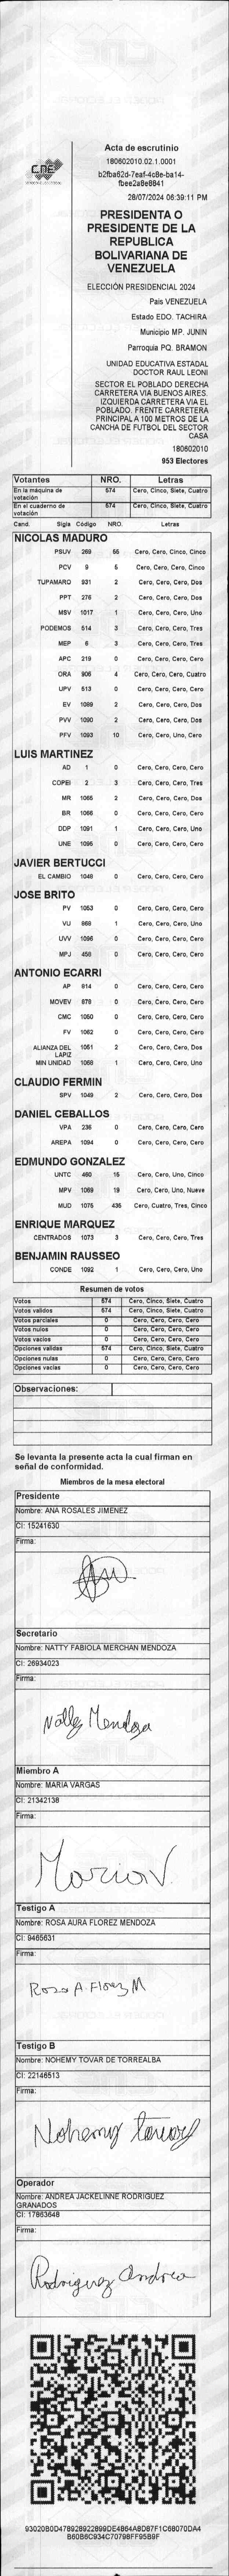 CNE
Acta de escrutinio
180602010.02.1.0001
b2fba62d-7eaf-4c8e-ba14-
fbee2a8e8841
28/07/2024 06:39:11 PM
PRESIDENTA O
PRESIDENTE DE LA
REPUBLICA
BOLIVARIANA DE
VENEZUELA
ELECCIÓN PRESIDENCIAL 2024
País VENEZUELA
Estado EDO. TACHIRA
Municipio MP. JUNIN
Parroquia PQ. BRAMON
UNIDAD EDUCATIVA ESTADAL
DOCTOR RAUL LEONI
SECTOR EL POBLADO DERECHA
CARRETERA VIA BUENOS AIRES.
IZQUIERDA CARRETERA VIA EL
POBLADO. FRENTE CARRETERA
PRINCIPAL A 100 METROS DE LA
CANCHA DE FUTBOL DEL SECTOR
CASA
180602010
953 Electores
Votantes NRO. Letras
En la máquina de votación 574 Cero, Cinco, Siete, Cuatro
En el cuaderno de votación 574 Cero, Cinco, Siete, Cuatro
Cand. Sigla Código NRO. Letras
NICOLAS MADURO
PSUV 269 55 Cero, Cero, Cinco, Cinco
PCV 9 5 Cero, Cero, Cero, Cinco
TUPAMARO 931 2 Cero, Cero, Cero, Dos
PPT 276 2 Cero, Cero, Cero, Dos
MSV 1017 1 Cero, Cero, Cero, Uno
PODEMOS 514 3 Cero, Cero, Cero, Tres
MEP 6 3 Cero, Cero, Cero, Tres
APC 219 0 Cero, Cero, Cero, Cero
ORA 906 4 Cero, Cero, Cero, Cuatro
UPV 513 0 Cero, Cero, Cero, Cero
EV 1089 2 Cero, Cero, Cero, Dos
PVV 1090 2 Cero, Cero, Cero, Dos
PFV 1093 10 Cero, Cero, Uno, Cero
LUIS MARTINEZ
AD 1 0 Cero, Cero, Cero, Cero
COPEI 2 3 Cero, Cero, Cero, Tres
MR 1065 2 Cero, Cero, Cero, Dos
BR 1066 0 Cero, Cero, Cero, Cero
DDP 1091 1 Cero, Cero, Cero, Uno
UNE 1095 0 Cero, Cero, Cero, Cero
JAVIER BERTUCCI
EL CAMBIO 1048 0 Cero, Cero, Cero, Cero
JOSE BRITO
PV 1053 0 Cero, Cero, Cero, Cero
VU 868 1 Cero, Cero, Cero, Uno
UVV 1096 0 Cero, Cero, Cero, Cero
MPJ 458 0 Cero, Cero, Cero, Cero
ANTONIO ECARRI
AP 914 0 Cero, Cero, Cero, Cero
MOVEV 878 0 Cero, Cero, Cero, Cero
CMC 1050 0 Cero, Cero, Cero, Cero
FV 1062 0 Cero, Cero, Cero, Cero
ALIANZA DEL LAPIZ 1051 2 Cero, Cero, Cero, Dos
MIN UNIDAD 1068 1 Cero, Cero, Cero, Uno
CLAUDIO FERMIN
SPV 1049 2 Cero, Cero, Cero, Dos
DANIEL CEBALLOS
VPA 236 0 Cero, Cero, Cero, Cero
AREPA 1094 0 Cero, Cero, Cero, Cero
EDMUNDO GONZALEZ
UNTC 460 15 Cero, Cero, Uno, Cinco
MPV 1069 19 Cero, Cero, Uno, Nueve
MUD 1075 435 Cero, Cuatro, Tres, Cinco
ENRIQUE MARQUEZ
CENTRADOS 1073 3 Cero, Cero, Cero, Tres
BENJAMIN RAUSSEO
CONDE 1092 1 Cero, Cero, Cero, Uno
Resumen de votos
Votos 574 Cero, Cinco, Siete, Cuatro
Votos validos 574 Cero, Cinco, Siete, Cuatro
Votos parciales 0 Cero, Cero, Cero, Cero
Votos nulos 0 Cero, Cero, Cero, Cero
Votos vacios 0 Cero, Cero, Cero, Cero
Opciones validas 574 Cero, Cinco, Siete, Cuatro
Opciones nulas 0 Cero, Cero, Cero, Cero
Opciones vacias 0 Cero, Cero, Cero, Cero
Observaciones:
Se levanta la presente acta la cual firman en
señal de conformidad.
Miembros de la mesa electoral
Presidente
Nombre: ANA ROSALES JIMENEZ
CI: 15241630
Firma:
Secretario
Nombre: NATTY FABIOLA MERCHAN MENDOZA
CI: 26934023
Firma:
Natty Mendoza
Miembro A
Nombre: MARIA VARGAS
CI: 21342138
Firma:
Maria V.
Testigo A
Nombre: ROSA AURA FLOREZ MENDOZA
CI: 9465631
Firma:
Rosa A. Florez M
Testigo B
Nombre: NOHEMY TOVAR DE TORREALBA
CI: 22146513
Firma:
Nohemy tovar
Operador
Nombre: ANDREA JACKELINNE RODRIGUEZ
GRANADOS
CI: 17863648
Firma:
Rodriguez Andrea
93020B0D478928922899DE4864A8D87F1C68070DA4
B60B6C934C7079BFF95B9F